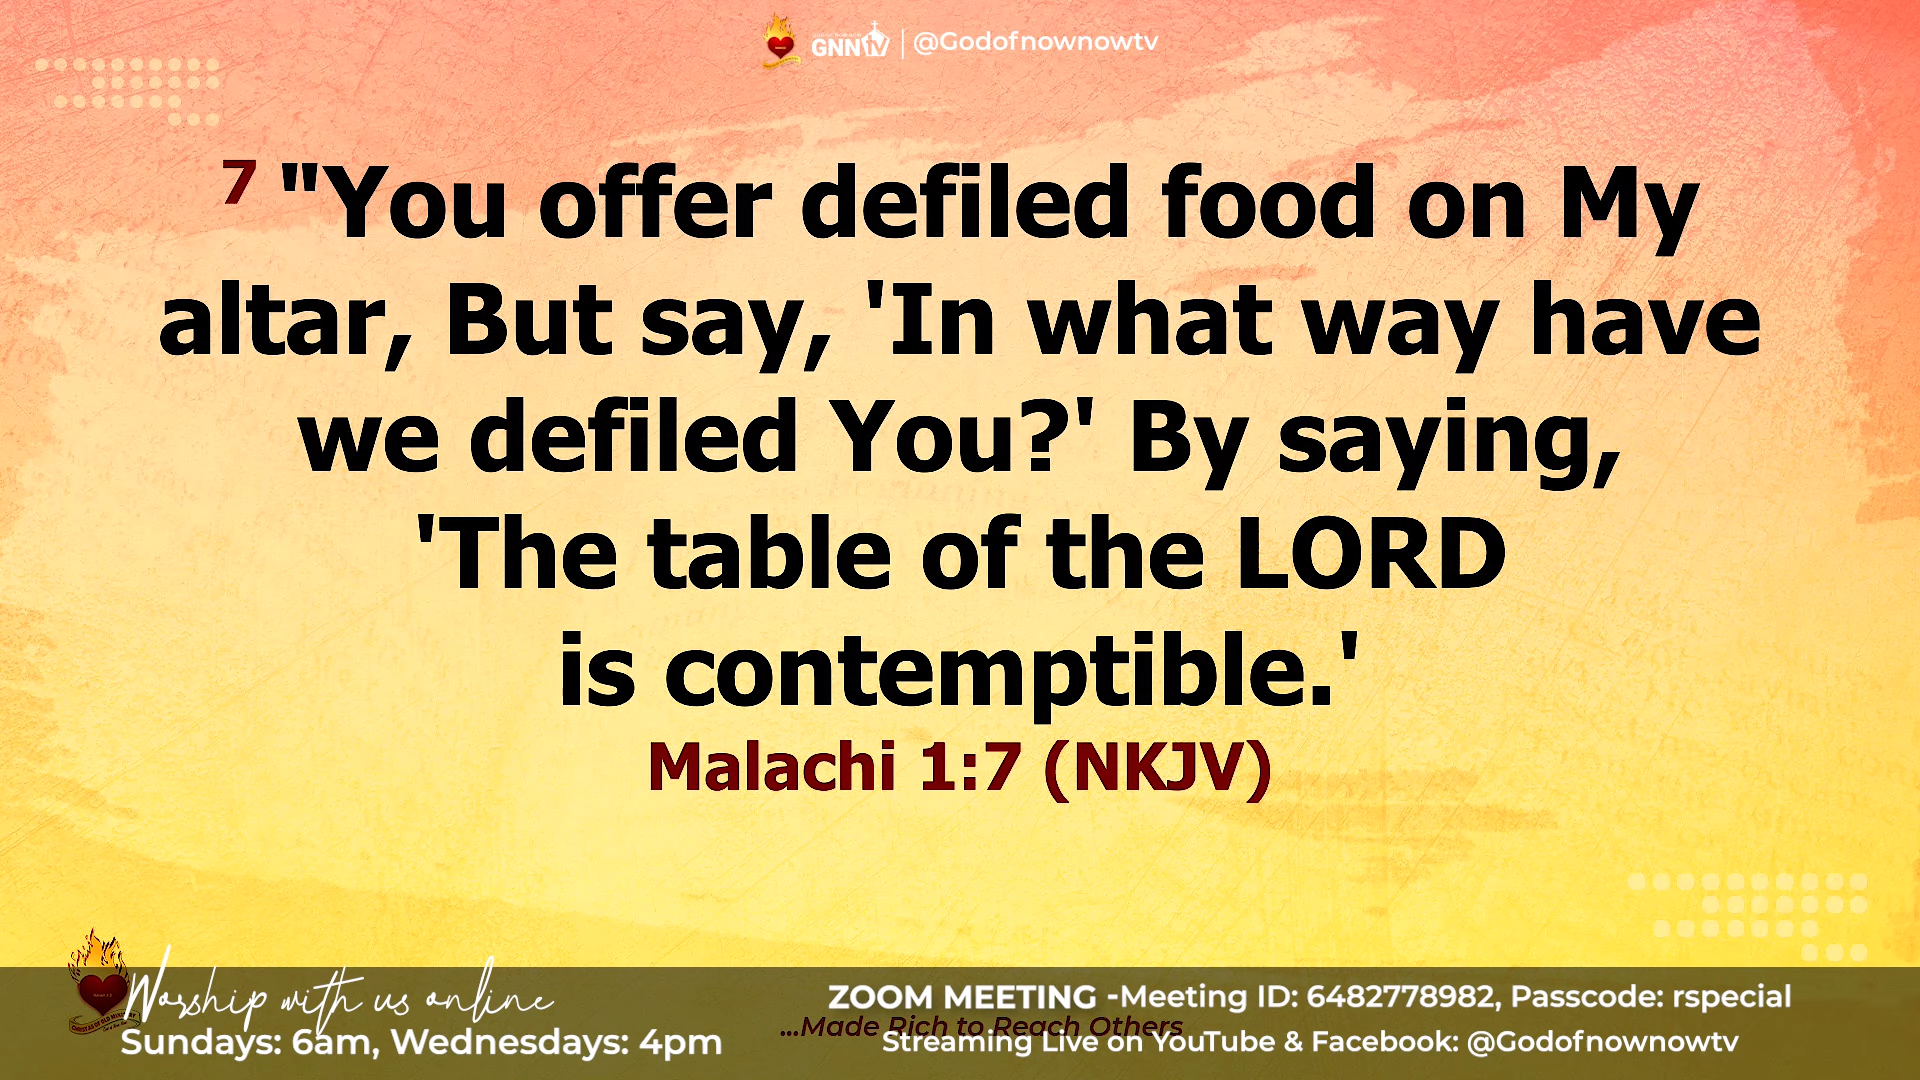 GNNTV | @Godofnownowtv
7 "You offer defiled food on My
altar, But say, 'In what way have
we defiled You?' By saying,
'The table of the LORD
is contemptible.'
Malachi 1:7 (NKJV)
Worship with us online
Sundays: 6am, Wednesdays: 4pm
ZOOM MEETING -Meeting ID: 6482778982, Passcode: rspecial
...Made Rich to Reach Others
Streaming Live on YouTube & Facebook: @Godofnownowtv